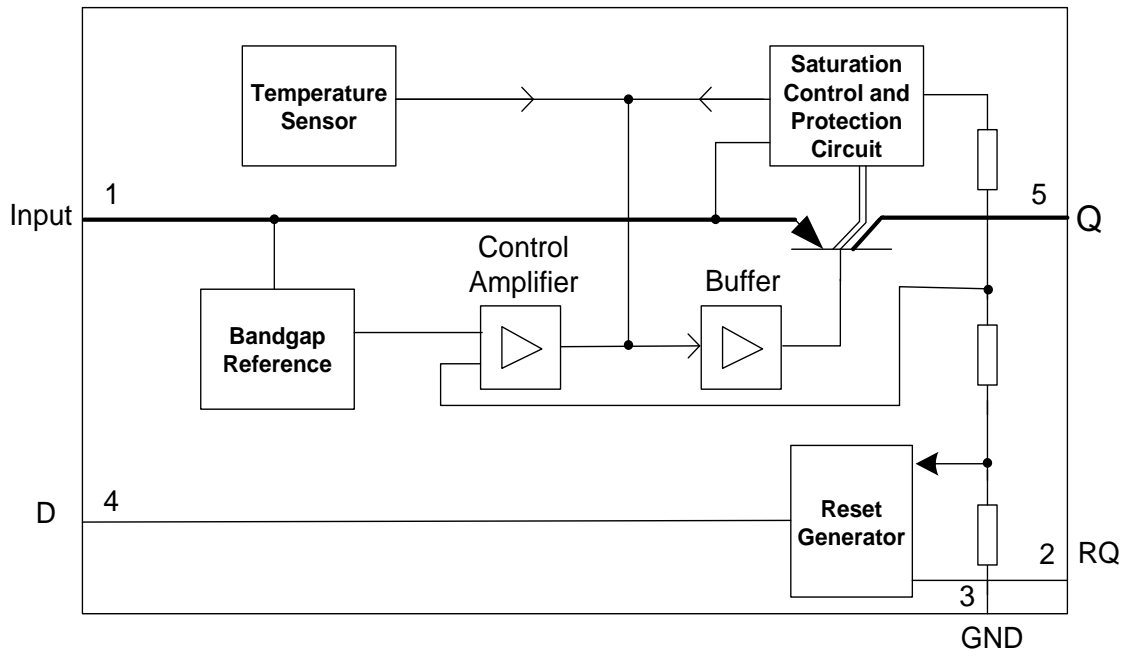 Temperature
Sensor
Saturation
Control and
Protection
Circuit
Input
1
5
Q
Control
Amplifier
Buffer
Bandgap
Reference
D
4
Reset
Generator
2
RQ
3
GND